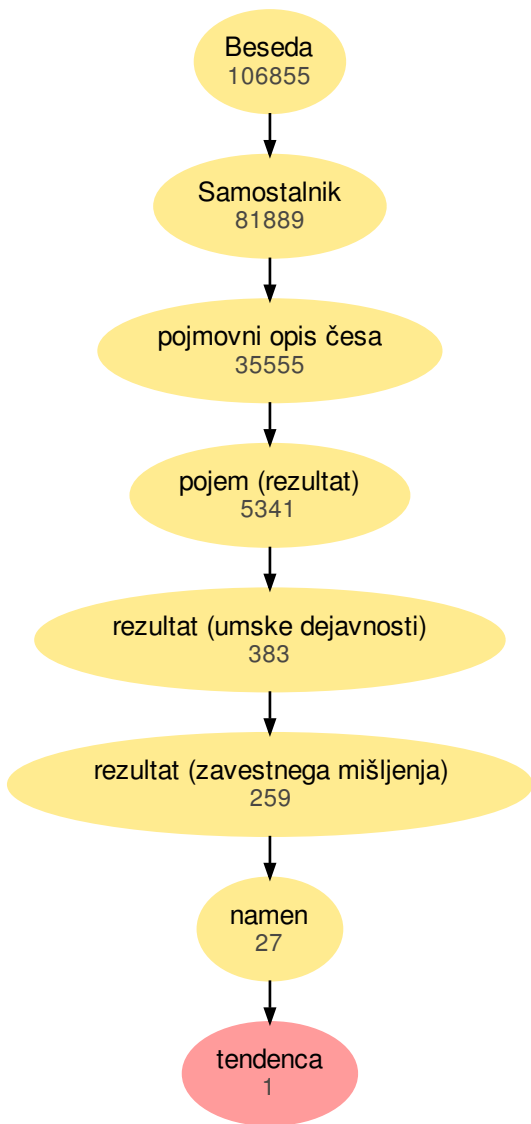 Beseda
106855
Samostalnik
81889
pojmovni opis česa
35555
pojem (rezultat)
5341
rezultat (umske dejavnosti)
383
rezultat (zavestnega mišljenja)
259
namen
27
tendenca
1